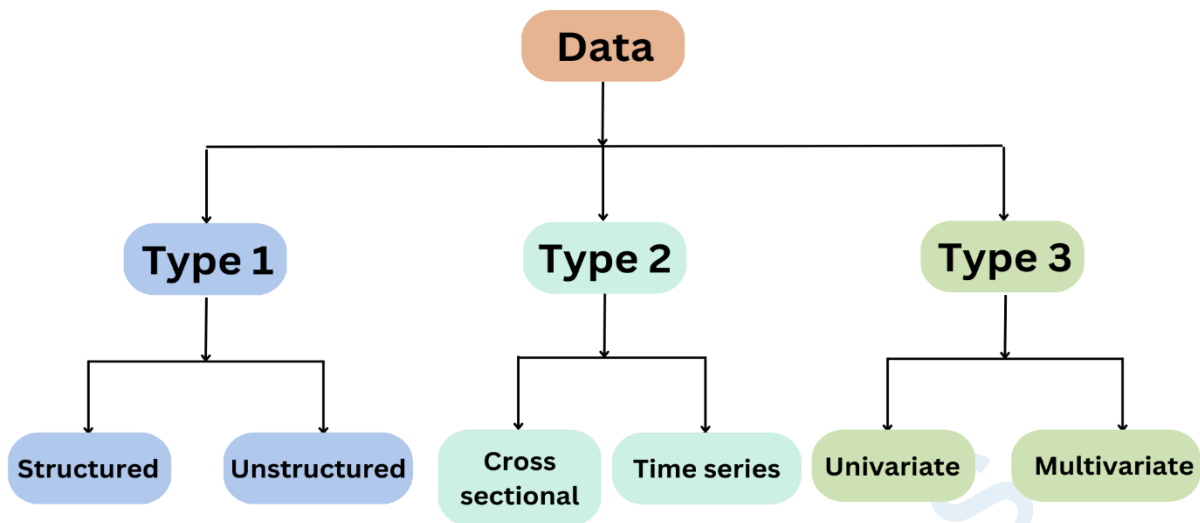 Data
Type 1
Type 2
Type 3
Structured
Unstructured
Cross
sectional
Time series
Univariate
Multivariate